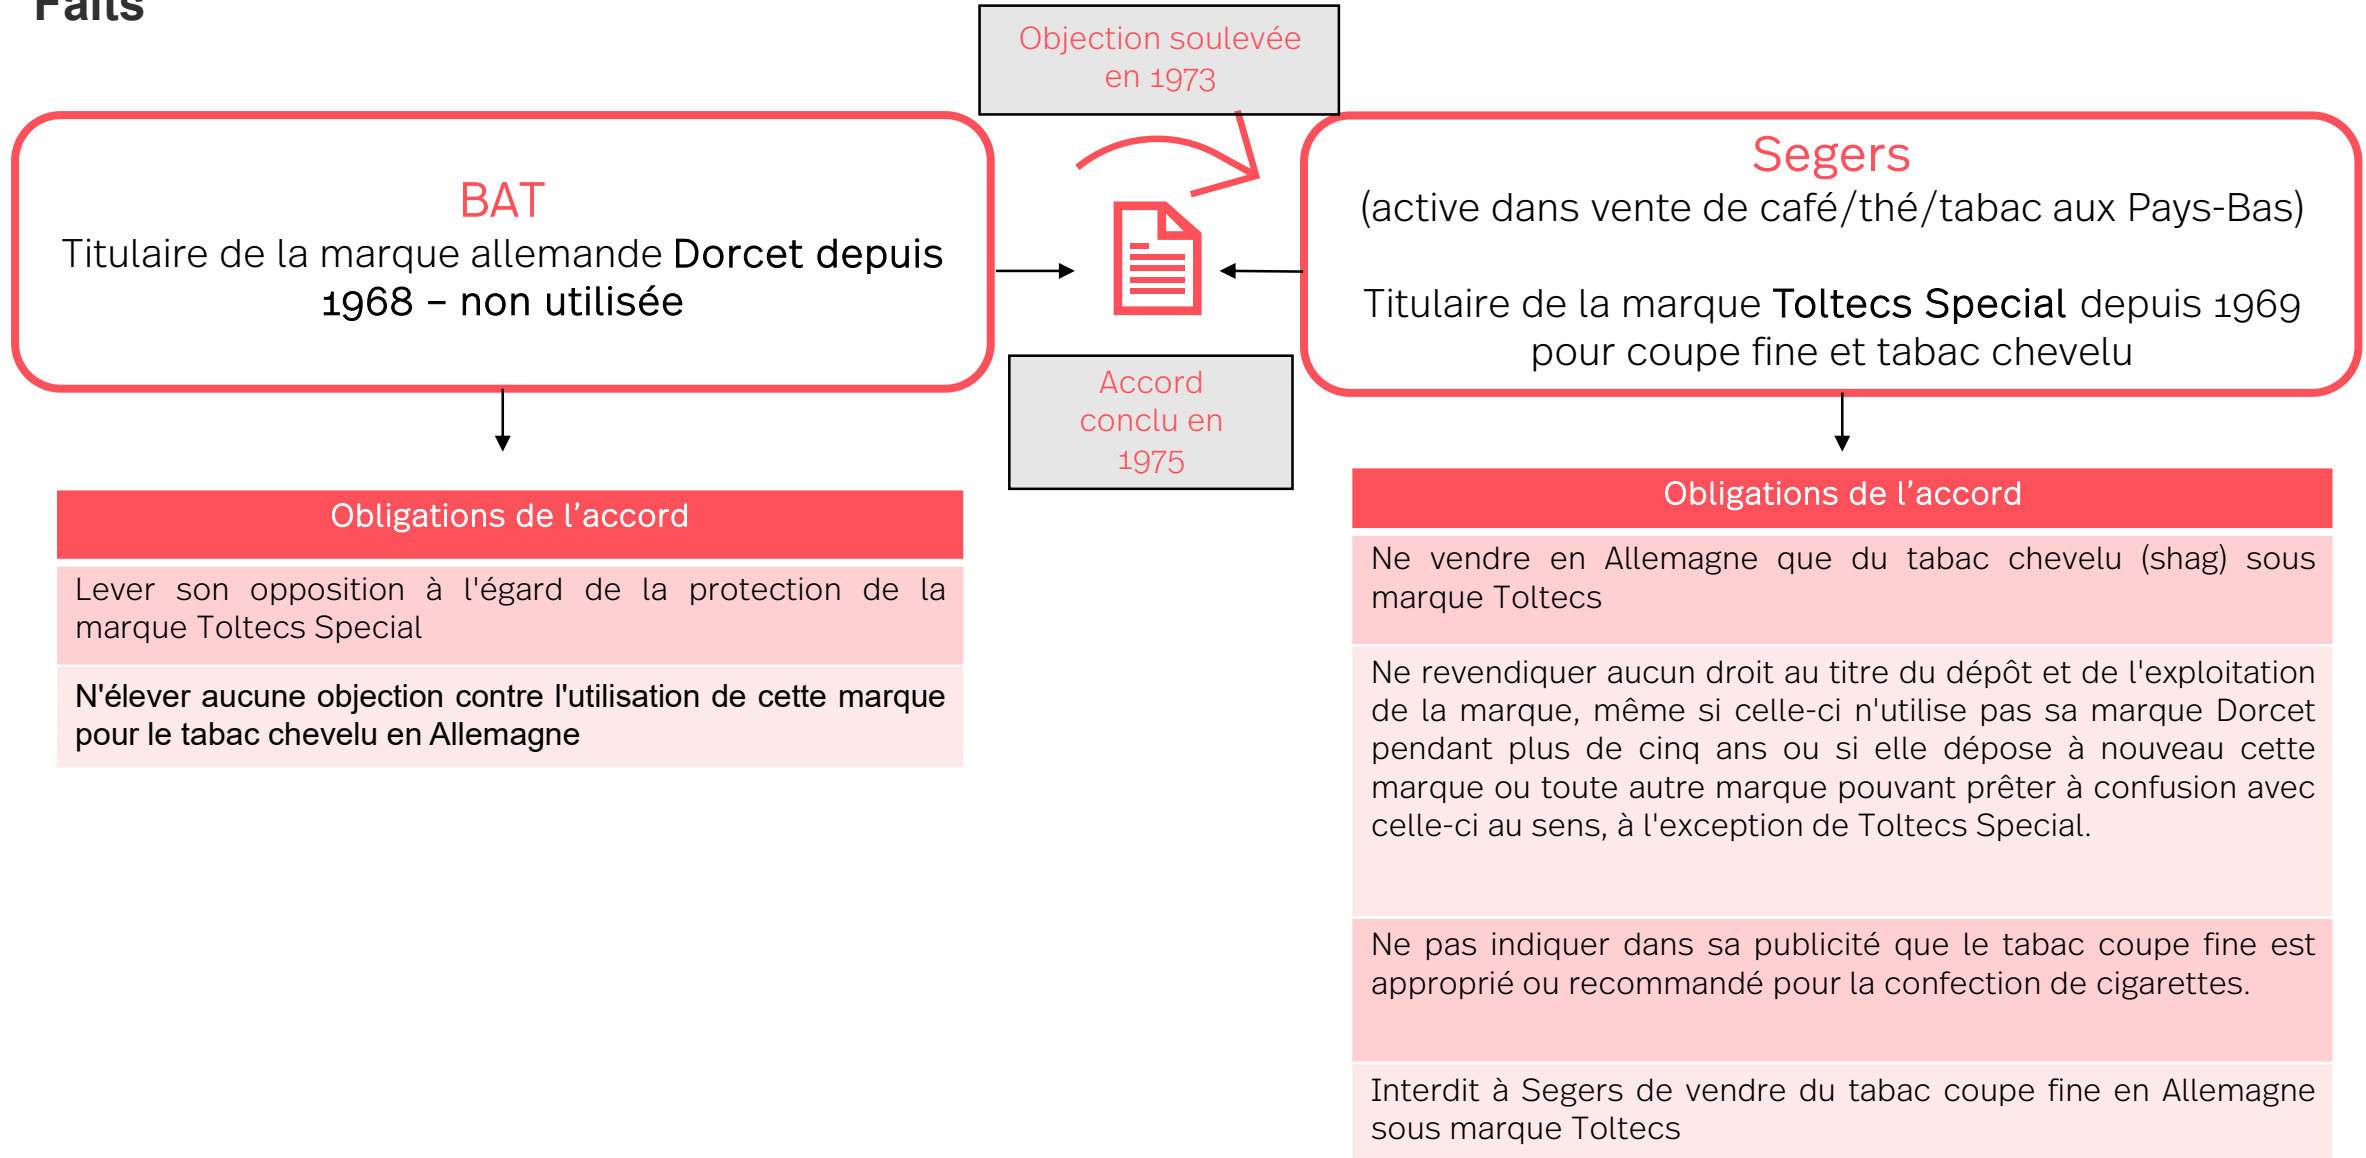 Faits
Objection soulevée
en 1973
BAT
Titulaire de la marque allemande Dorcet depuis
1968 – non utilisée
Segers
(active dans vente de café/thé/tabac aux Pays-Bas)
Titulaire de la marque Toltecs Special depuis 1969
pour coupe fine et tabac chevelu
Accord
conclu en
1975
Obligations de l’accord
Lever son opposition à l'égard de la protection de la
marque Toltecs Special
N'élever aucune objection contre l'utilisation de cette marque
pour le tabac chevelu en Allemagne
Obligations de l’accord
Ne vendre en Allemagne que du tabac chevelu (shag) sous
marque Toltecs
Ne revendiquer aucun droit au titre du dépôt et de l'exploitation
de la marque, même si celle-ci n'utilise pas sa marque Dorcet
pendant plus de cinq ans ou si elle dépose à nouveau cette
marque ou toute autre marque pouvant prêter à confusion avec
celle-ci au sens, à l'exception de Toltecs Special.
Ne pas indiquer dans sa publicité que le tabac coupe fine est
approprié ou recommandé pour la confection de cigarettes.
Interdit à Segers de vendre du tabac coupe fine en Allemagne
sous marque Toltecs